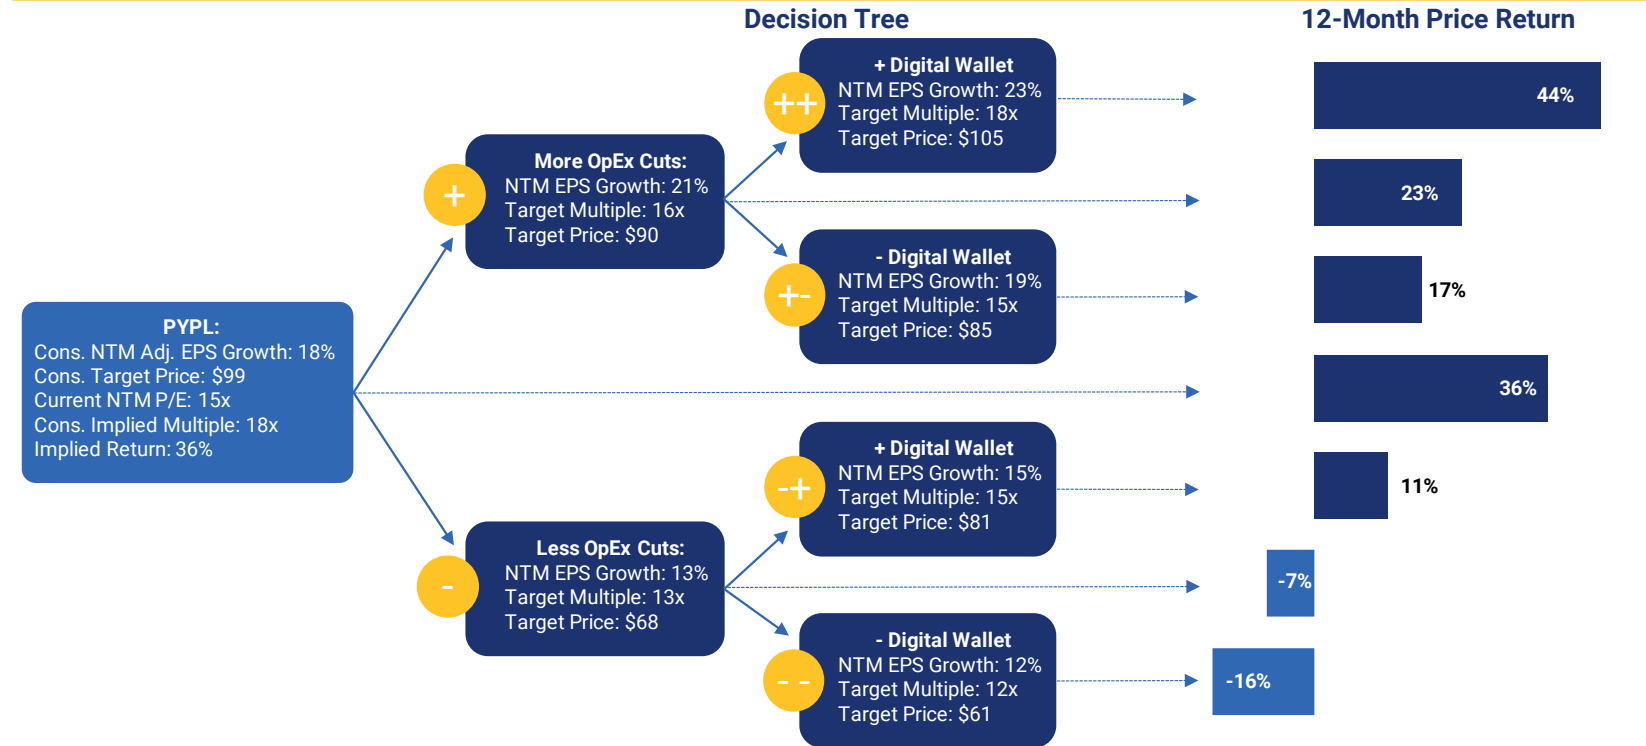 Decision Tree
12-Month Price Return
PYPL:
Cons. NTM Adj. EPS Growth: 18%
Cons. Target Price: $99
Current NTM P/E: 15x
Cons. Implied Multiple: 18x
Implied Return: 36%
+
More OpEx Cuts:
NTM EPS Growth: 21%
Target Multiple: 16x
Target Price: $90
-
Less OpEx Cuts:
NTM EPS Growth: 13%
Target Multiple: 13x
Target Price: $68
++
+ Digital Wallet
NTM EPS Growth: 23%
Target Multiple: 18x
Target Price: $105
+-
- Digital Wallet
NTM EPS Growth: 19%
Target Multiple: 15x
Target Price: $85
-+
+ Digital Wallet
NTM EPS Growth: 15%
Target Multiple: 15x
Target Price: $81
- -
- Digital Wallet
NTM EPS Growth: 12%
Target Multiple: 12x
Target Price: $61
44%
23%
17%
36%
11%
-7%
-16%